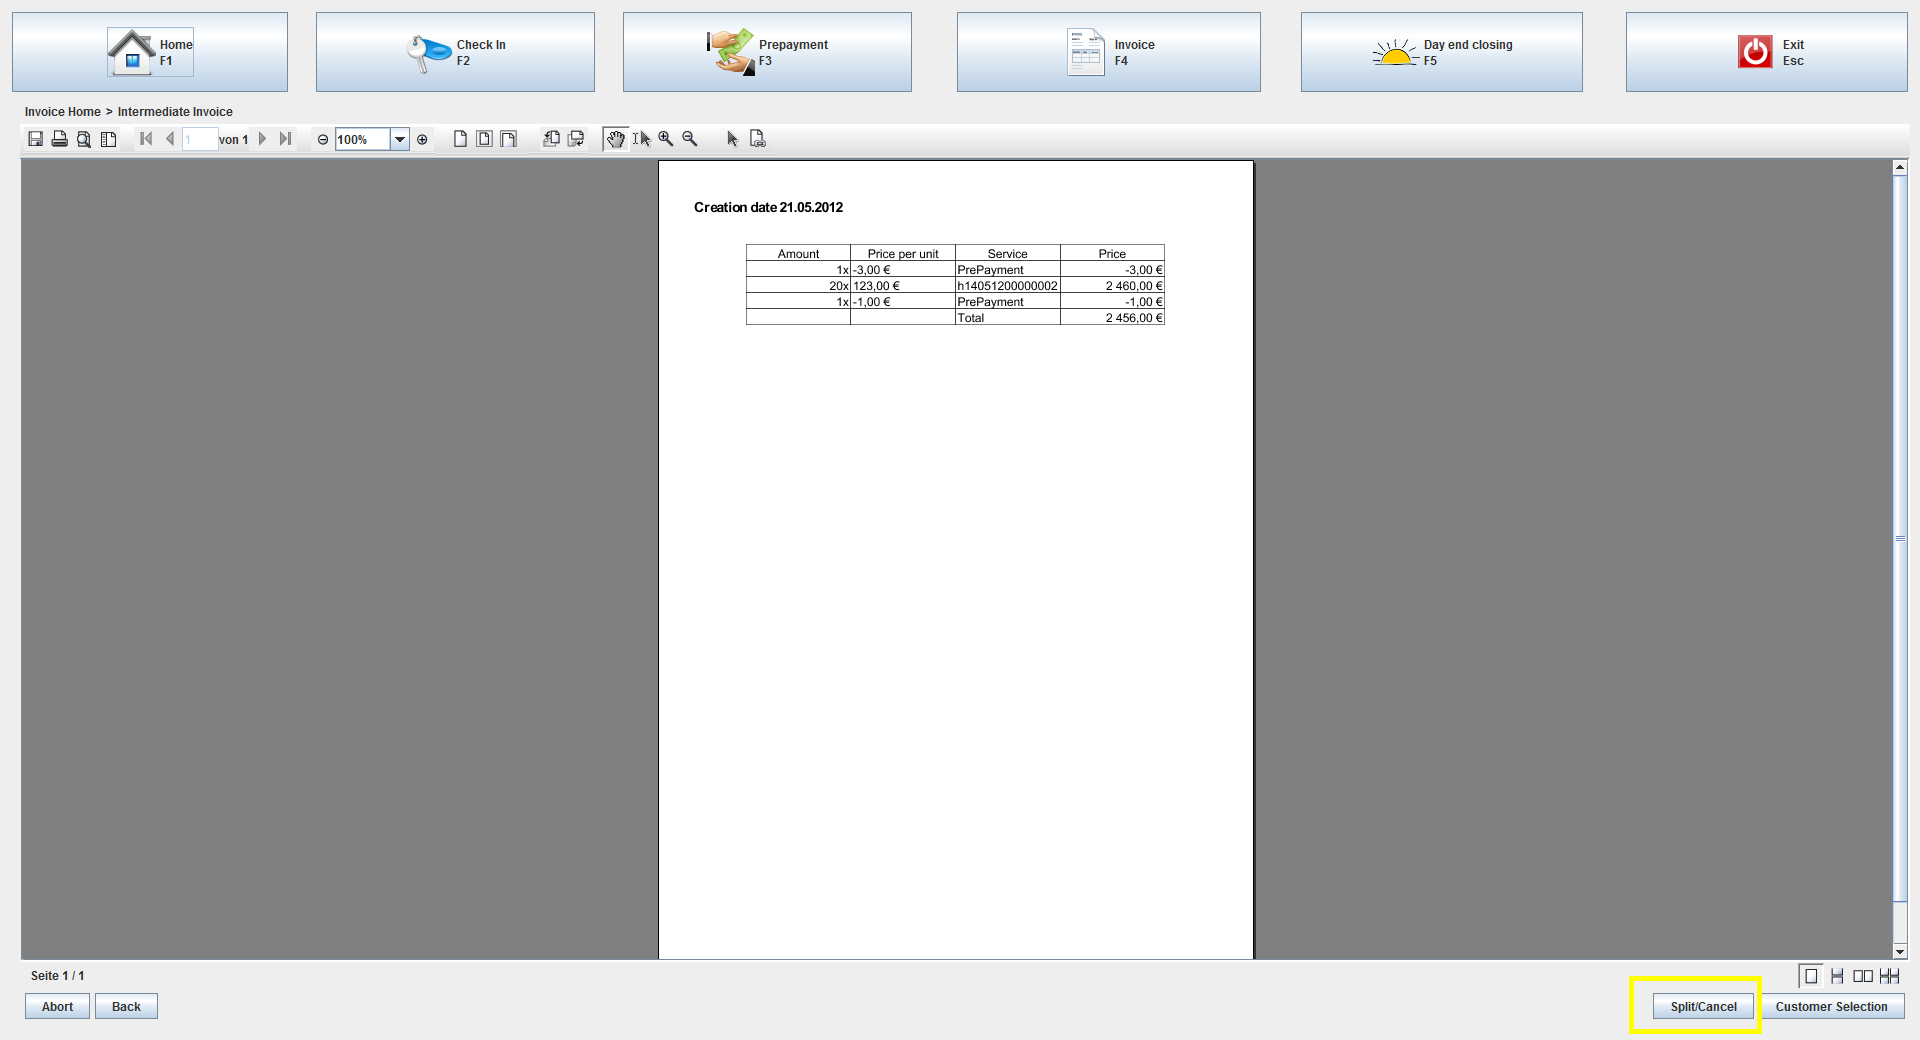 Home
F1
Check In
F2
Prepayment
F3
Invoice
F4
Day end closing
F5
Exit
Esc
Invoice Home > Intermediate Invoice
1 von 1 100%
Creation date 21.05.2012
Amount Price per unit Service Price
1x -3,00 € PrePayment -3,00 €
20x 123,00 € h14051200000002 2 460,00 €
1x -1,00 € PrePayment -1,00 €
Total 2 456,00 €
Seite 1 / 1
Abort Back Split/Cancel Customer Selection